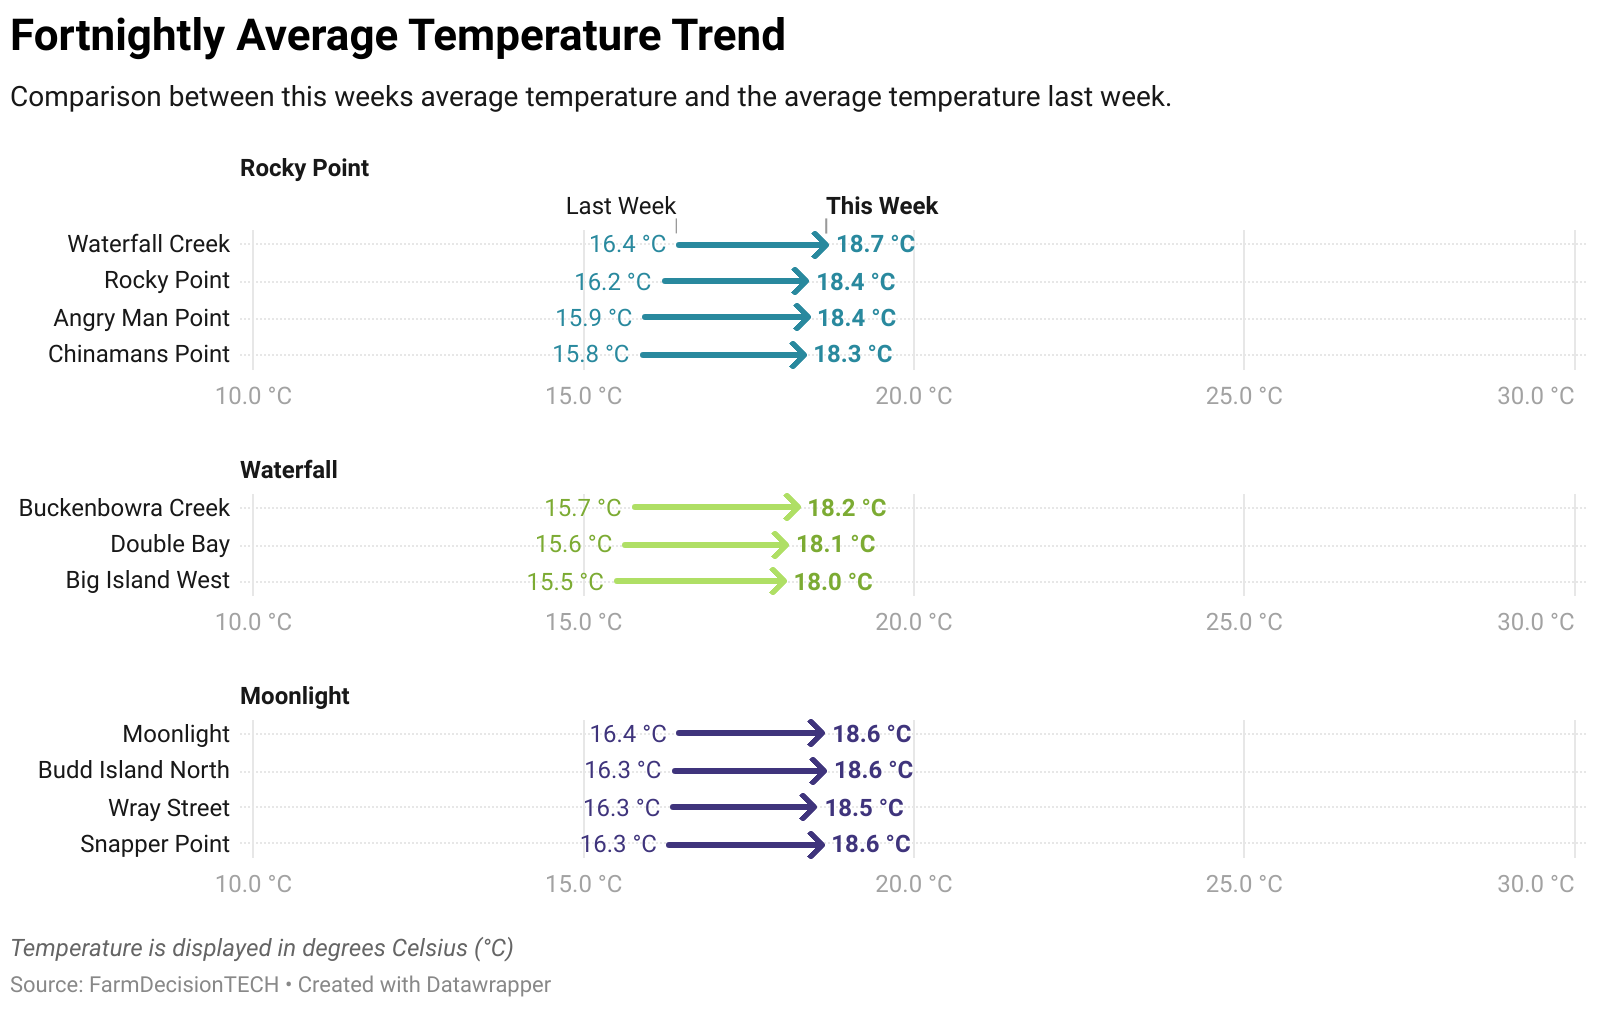 Fortnightly Average Temperature Trend
Comparison between this weeks average temperature and the average temperature last week.
Rocky Point
Last Week This Week
Waterfall Creek 16.4 °C 18.7 °C
Rocky Point 16.2 °C 18.4 °C
Angry Man Point 15.9 °C 18.4 °C
Chinamans Point 15.8 °C 18.3 °C
10.0 °C 15.0 °C 20.0 °C 25.0 °C 30.0 °C
Waterfall
Buckenbowra Creek 15.7 °C 18.2 °C
Double Bay 15.6 °C 18.1 °C
Big Island West 15.5 °C 18.0 °C
10.0 °C 15.0 °C 20.0 °C 25.0 °C 30.0 °C
Moonlight
Moonlight 16.4 °C 18.6 °C
Budd Island North 16.3 °C 18.6 °C
Wray Street 16.3 °C 18.5 °C
Snapper Point 16.3 °C 18.6 °C
10.0 °C 15.0 °C 20.0 °C 25.0 °C 30.0 °C
Temperature is displayed in degrees Celsius (°C)
Source: FarmDecisionTECH • Created with Datawrapper